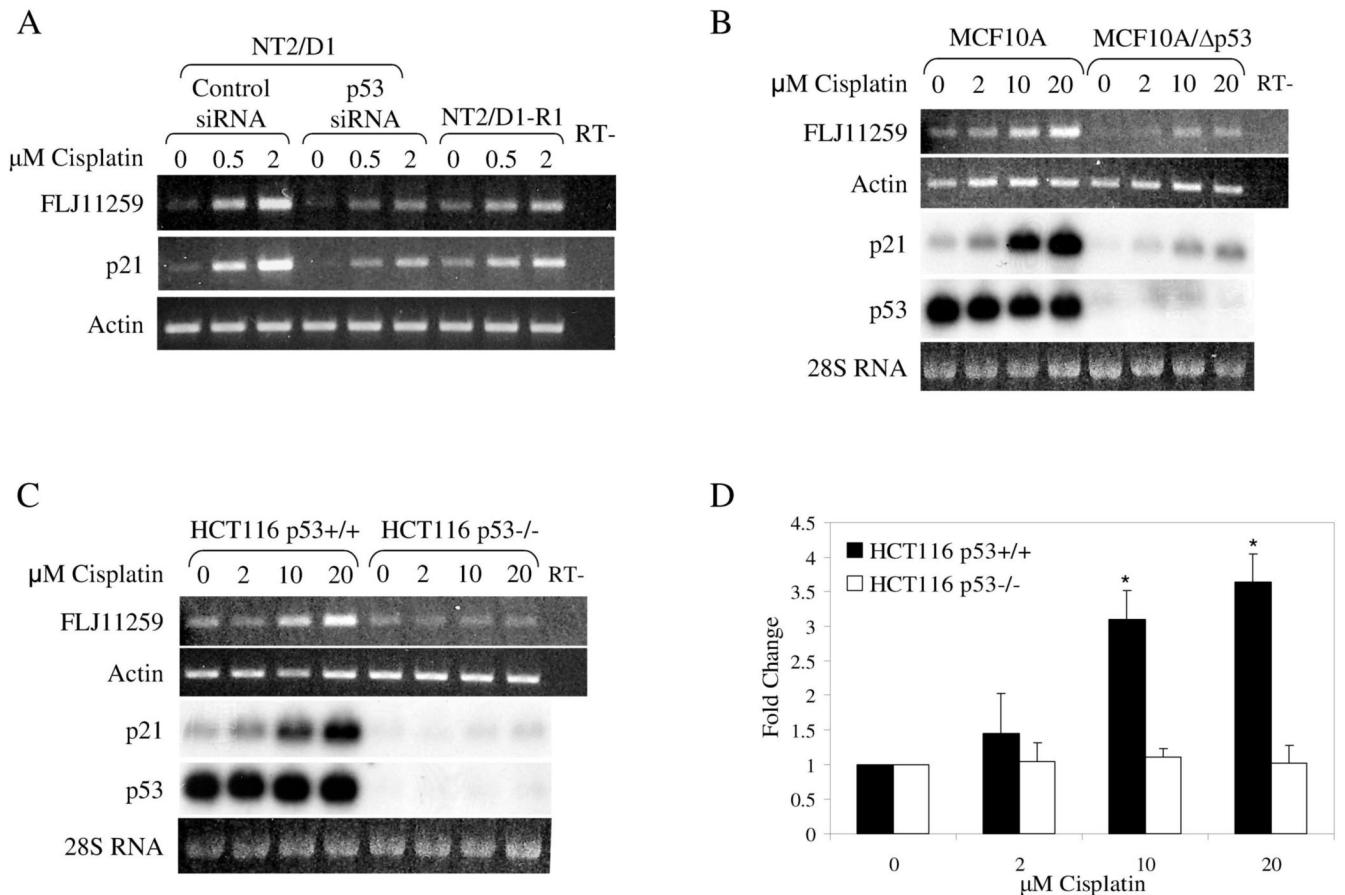 A
NT2/D1
Control siRNA
p53 siRNA
NT2/D1-R1
RT-
μM Cisplatin 0 0.5 2 0 0.5 2 0 0.5 2
FLJ11259
p21
Actin
B
MCF10A MCF10A/Δp53
μM Cisplatin 0 2 10 20 0 2 10 20 RT-
FLJ11259
Actin
p21
p53
28S RNA
C
HCT116 p53+/+ HCT116 p53-/-
μM Cisplatin 0 2 10 20 0 2 10 20 RT-
FLJ11259
Actin
p21
p53
28S RNA
D
Fold Change
4.5
4
3.5
3
2.5
2
1.5
1
0.5
0
HCT116 p53+/+
HCT116 p53-/-
*
*
0 2 10 20
μM Cisplatin